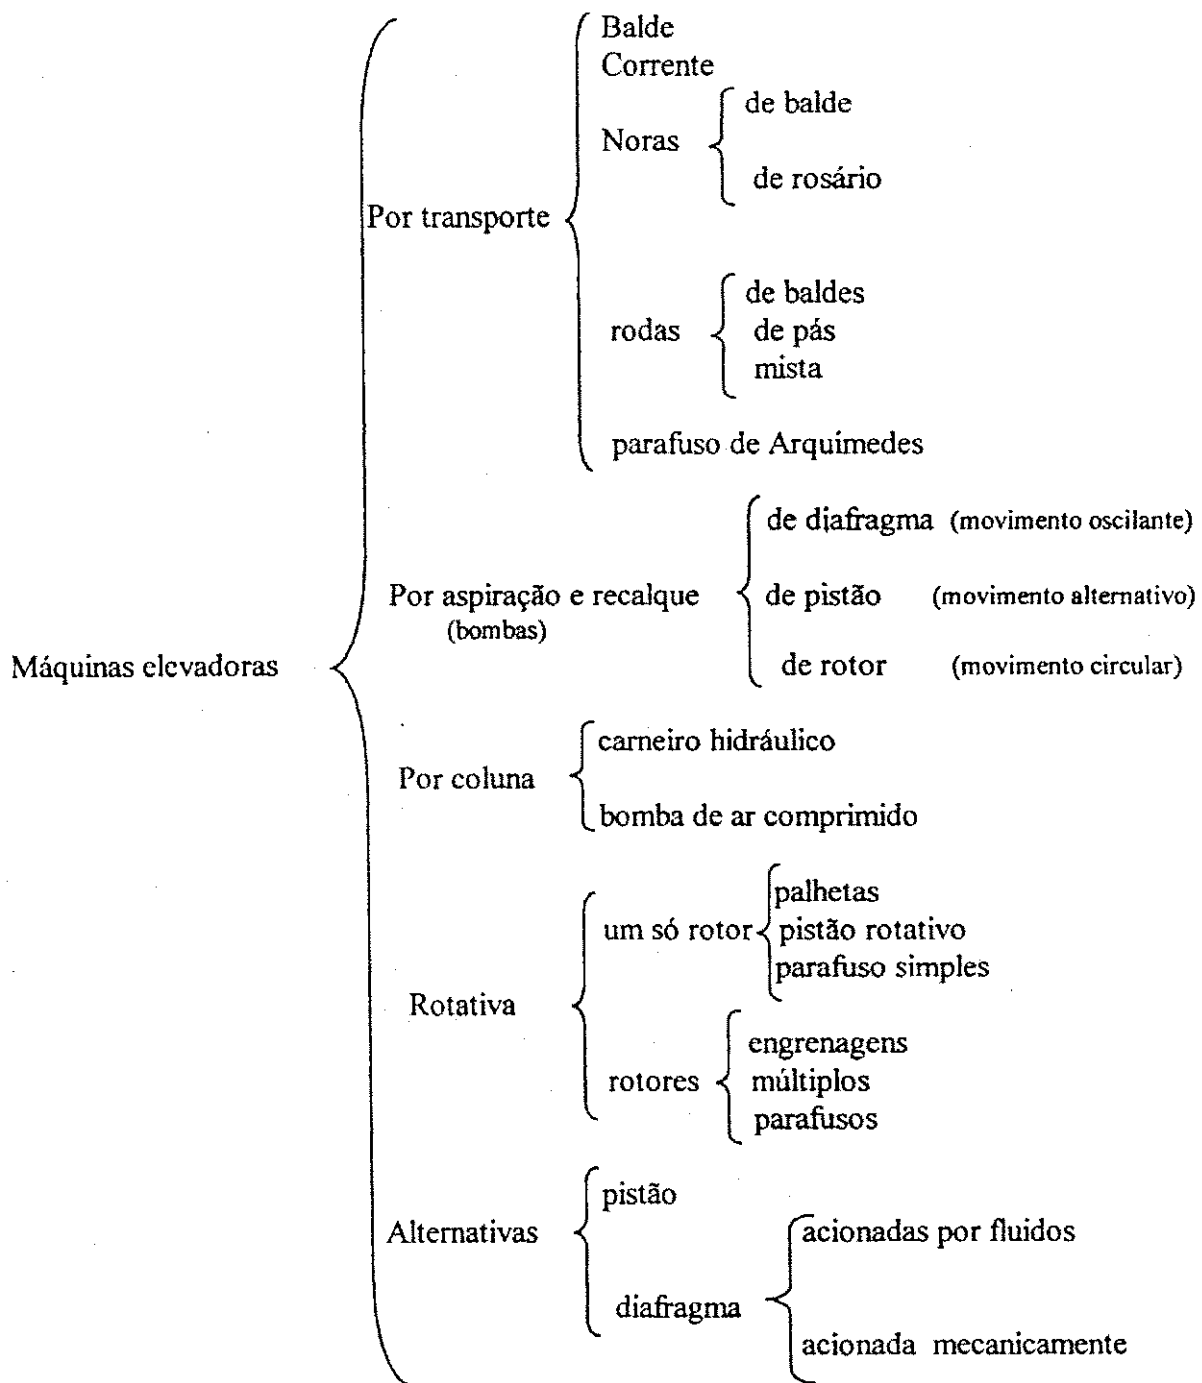 Balde
Corrente
Noras
de balde
de rosário
Por transporte
rodas
de baldes
de pás
mista
parafuso de Arquimedes
Por aspiração e recalque
(bombas)
de diafragma (movimento oscilante)
de pistão (movimento alternativo)
de rotor (movimento circular)
Máquinas elevadoras
Por coluna
carneiro hidráulico
bomba de ar comprimido
Rotativa
um só rotor
palhetas
pistão rotativo
parafuso simples
rotores
engrenagens
múltiplos
parafusos
Alternativas
pistão
diafragma
acionadas por fluidos
acionada mecanicamente